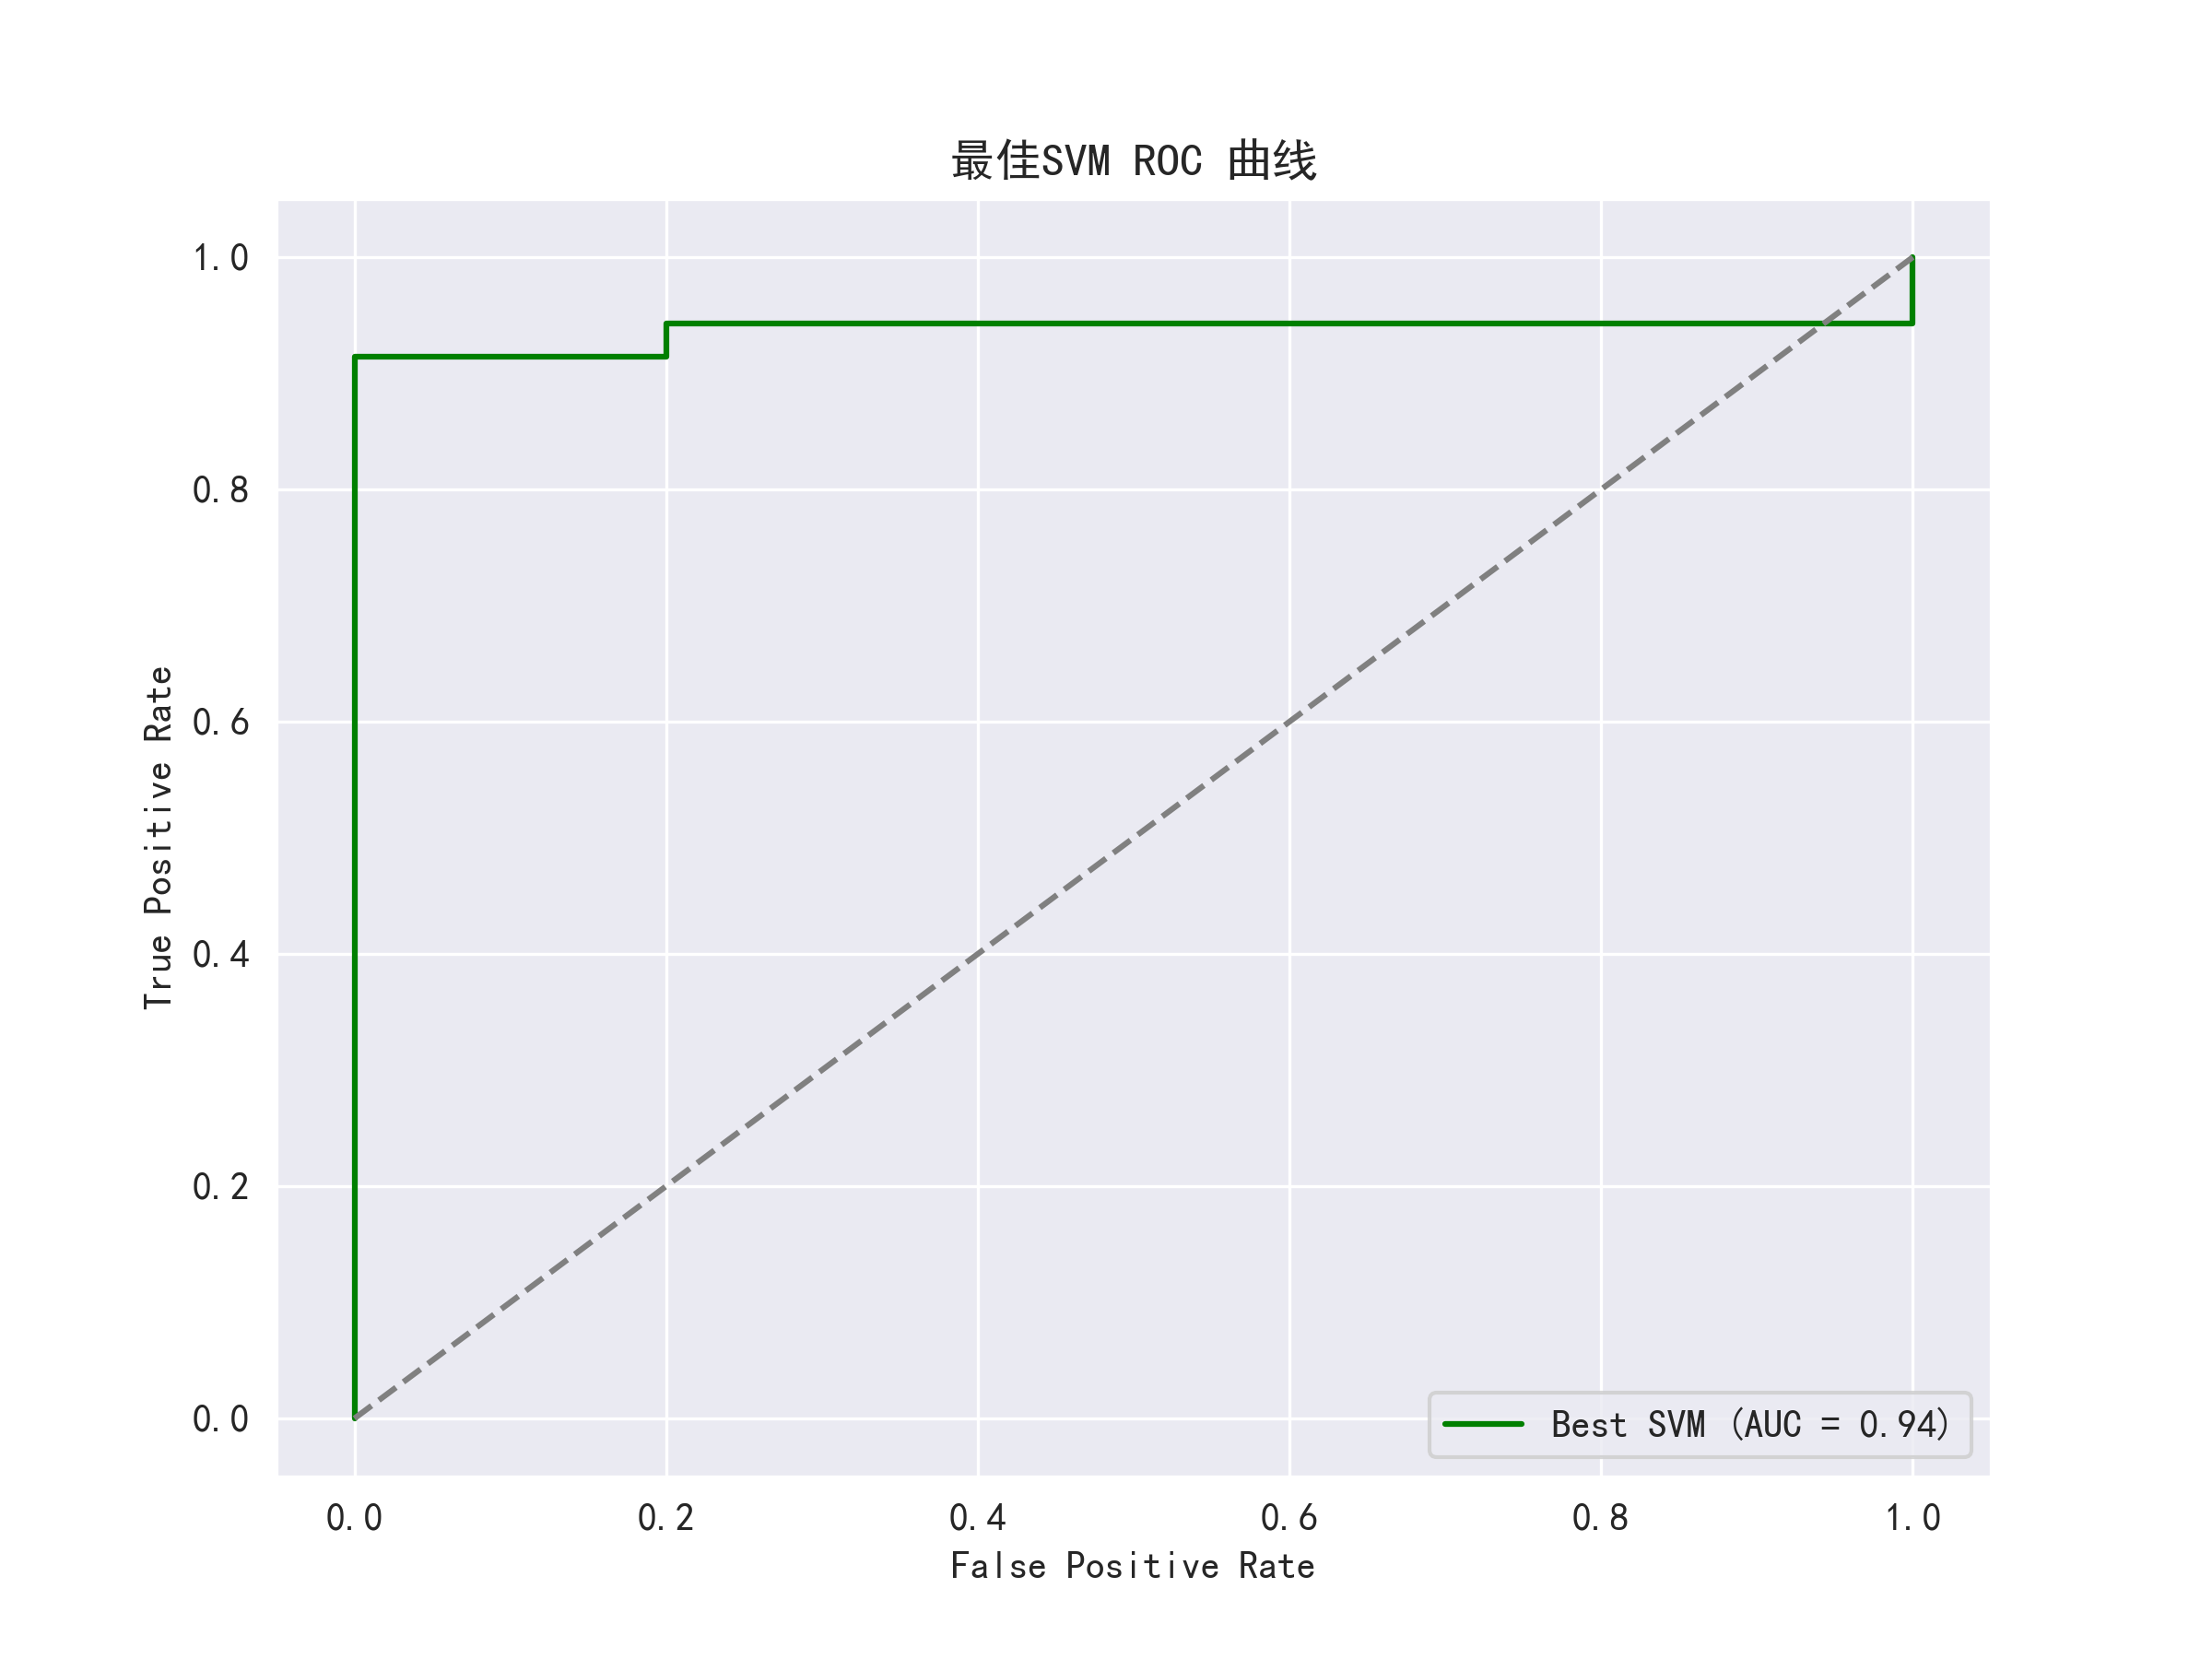 最佳SVM ROC 曲线
True Positive Rate
1.0
0.8
0.6
0.4
0.2
0.0
Best SVM (AUC = 0.94)
0.0 0.2 0.4 0.6 0.8 1.0
False Positive Rate